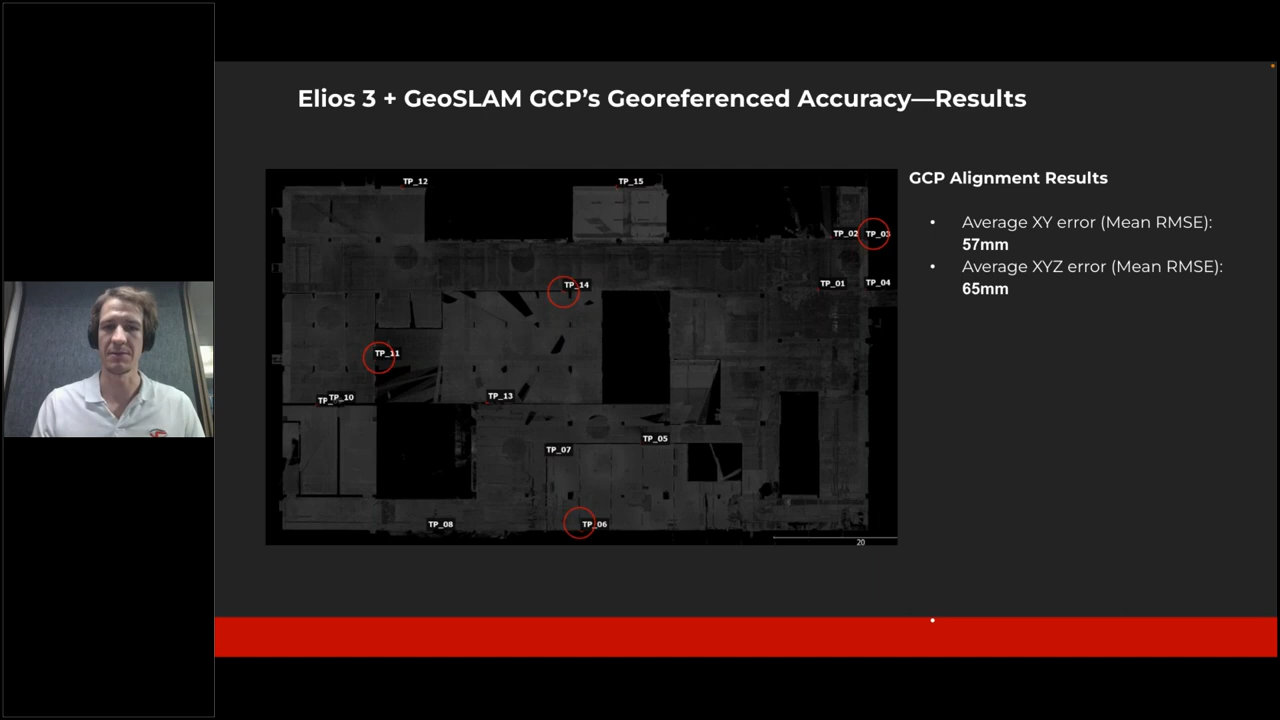 Elios 3 + GeoSLAM GCP’s Georeferenced Accuracy—Results
TP_12
TP_15
TP_02
TP_03
TP_14
TP_01
TP_04
TP_11
TP_
TP_10
TP_13
TP_05
TP_07
TP_08
TP_06
20
GCP Alignment Results
• Average XY error (Mean RMSE):
57mm
• Average XYZ error (Mean RMSE):
65mm
•